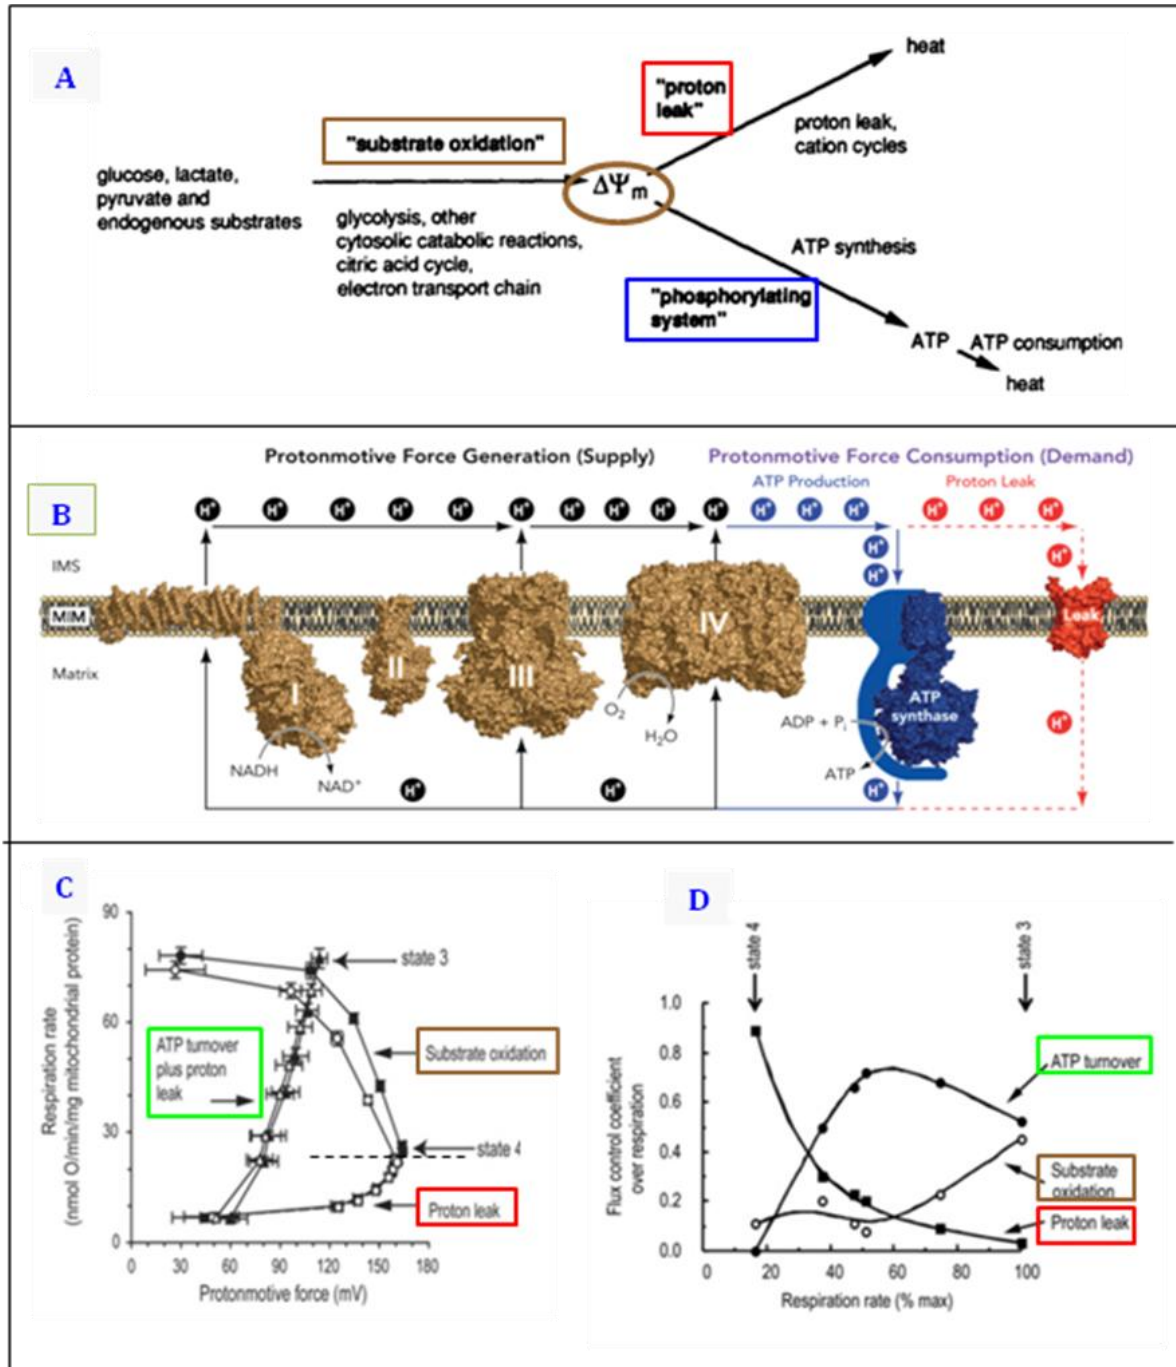 A
heat
"proton
leak"
proton leak,
cation cycles
"substrate oxidation"
ΔΨm
glucose, lactate,
pyruvate and
endogenous substrates
glycolysis, other
cytosolic catabolic reactions,
citric acid cycle,
electron transport chain
ATP synthesis
"phosphorylating
system"
ATP
ATP consumption
heat
B
Protonmotive Force Generation (Supply)
Protonmotive Force Consumption (Demand)
ATP Production
Proton Leak
H⁺ H⁺ H⁺ H⁺ H⁺ H⁺ H⁺ H⁺ H⁺ H⁺ H⁺ H⁺ H⁺ H⁺ H⁺
H⁺
H⁺
H⁺
IMS
MIM
Matrix
I
II
III
IV
Leak
ATP
synthase
O₂
H₂O
ADP + Pi
ATP
NADH
NAD⁺
H⁺
H⁺
H⁺
H⁺
C
Respiration rate
(nmol O/min/mg mitochondrial protein)
90
60
30
0
state 3
ATP turnover
plus proton
leak
Substrate oxidation
state 4
Proton leak
0 30 60 90 120 150 180
Protonmotive force (mV)
D
state 4
state 3
Flux control coefficient
over respiration
1.0
0.8
0.6
0.4
0.2
0.0
ATP turnover
Substrate
oxidation
Proton leak
0 20 40 60 80 100
Respiration rate (% max)